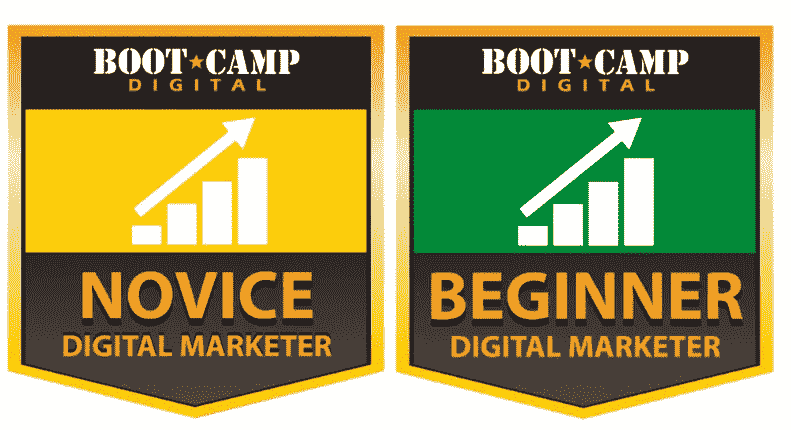 BOOT★CAMP
DIGITAL
NOVICE
DIGITAL MARKETER
BOOT★CAMP
DIGITAL
BEGINNER
DIGITAL MARKETER